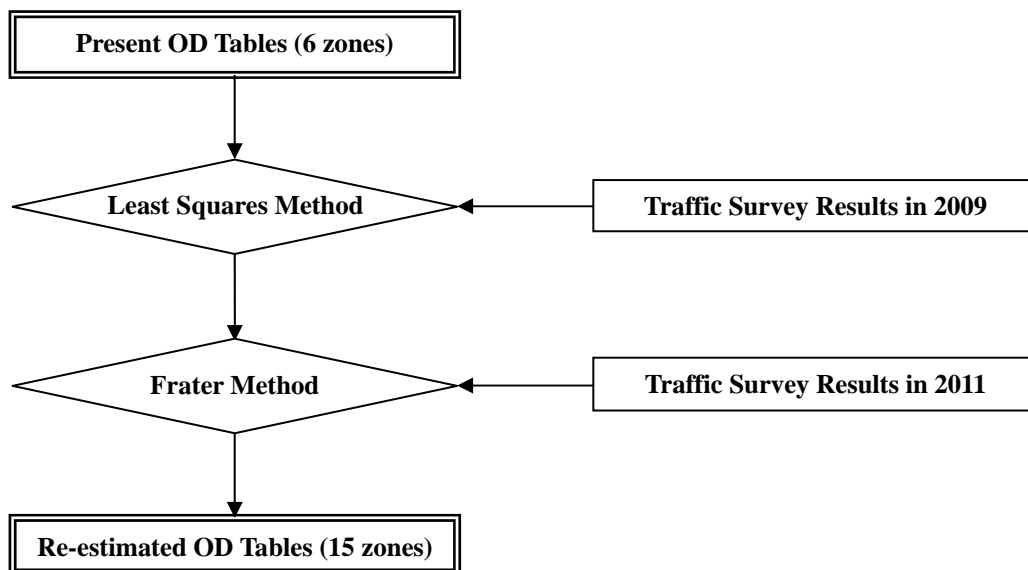 Present OD Tables (6 zones)
Least Squares Method
Traffic Survey Results in 2009
Frater Method
Traffic Survey Results in 2011
Re-estimated OD Tables (15 zones)